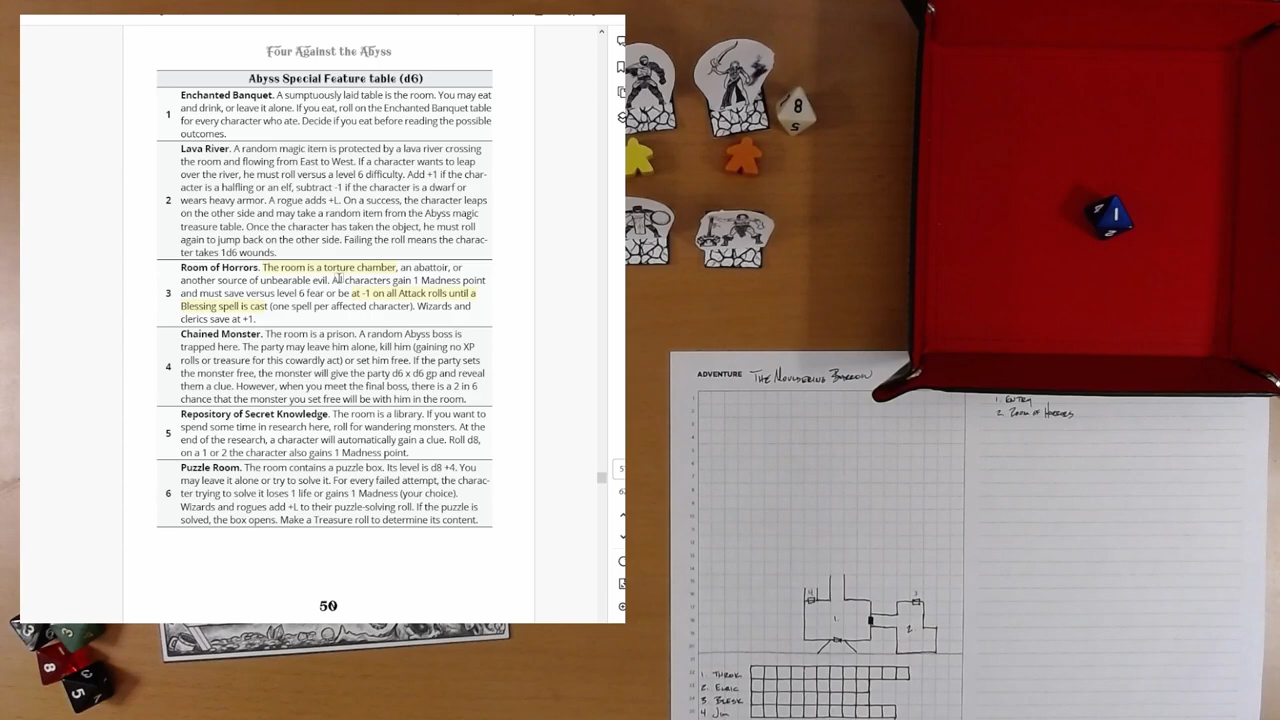 Four Against the Abyss
Abyss Special Feature table (d6)
1
Enchanted Banquet. A sumptuously laid table is the room. You may eat
and drink, or leave it alone. If you eat, roll on the Enchanted Banquet table
for every character who ate. Decide if you eat before reading the possible
outcomes.
2
Lava River. A random magic item is protected by a lava river crossing
the room and flowing from East to West. If a character wants to leap
over the river, he must roll versus a level 6 difficulty. Add +1 if the char-
acter is a halfling or an elf, subtract -1 if the character is a dwarf or
wears heavy armor. A rogue adds +L. On a success, the character leaps
on the other side and may take a random item from the Abyss magic
treasure table. Once the character has taken the object, he must roll
again to jump back on the other side. Failing the roll means the charac-
ter takes 1d6 wounds.
3
Room of Horrors. The room is a torture chamber, an abattoir, or
another source of unbearable evil. All characters gain 1 Madness point
and must save versus level 6 fear or be at -1 on all Attack rolls until a
Blessing spell is cast (one spell per affected character). Wizards and
clerics save at +1.
4
Chained Monster. The room is a prison. A random Abyss boss is
trapped here. The party may leave him alone, kill him (gaining no XP
rolls or treasure for this cowardly act) or set him free. If the party sets
the monster free, the monster will give the party d6 x d6 gp and reveal
them a clue. However, when you meet the final boss, there is a 2 in 6
chance that the monster you set free will be with him in the room.
5
Repository of Secret Knowledge. The room is a library. If you want to
spend some time in research here, roll for wandering monsters. At the
end of the research, a character will automatically gain a clue. Roll d8,
on a 1 or 2 the character also gains 1 Madness point.
6
Puzzle Room. The room contains a puzzle box. Its level is d8 +4. You
may leave it alone or try to solve it. For every failed attempt, the charac-
ter trying to solve it loses 1 life or gains 1 Madness (your choice).
Wizards and rogues add +L to their puzzle-solving roll. If the puzzle is
solved, the box opens. Make a Treasure roll to determine its content.
50
8
5
1
3
8
3
5
ADVENTURE
1. ENTRY
2. ROOM OF HORRORS
4
3
1.
2.
1. THROK
2. ELRIC
4 JIM